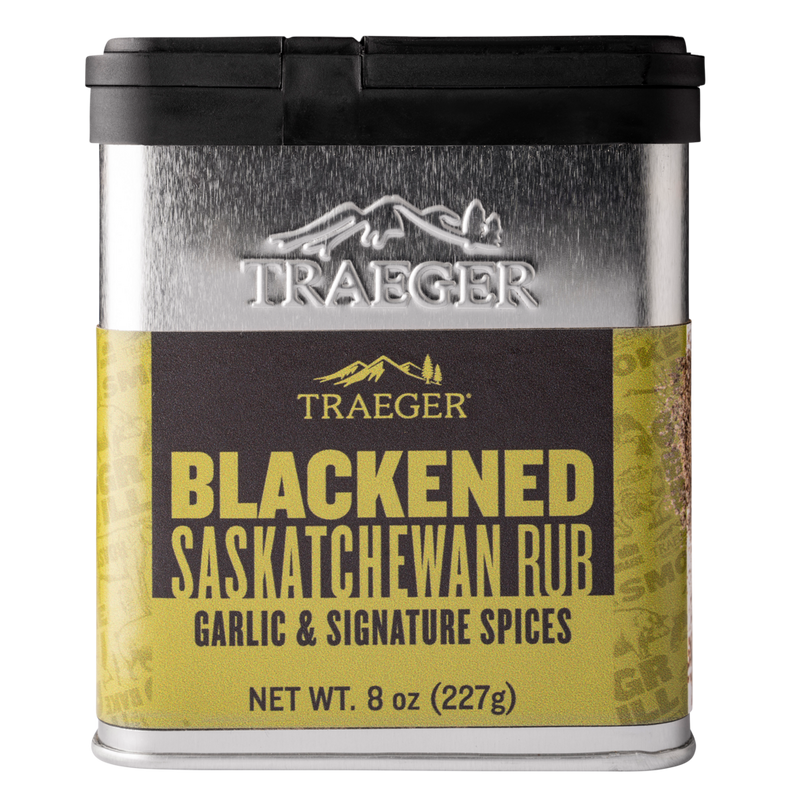 TRAEGER
TRAEGER®
BLACKENED
SASKATCHEWAN RUB
GARLIC & SIGNATURE SPICES
NET WT. 8 oz (227g)